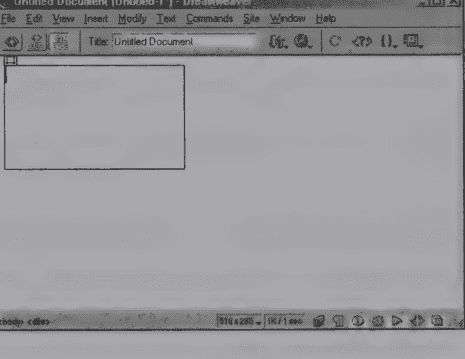 Untitled Document (Untitled-1*) - Dreamweaver
File Edit View Insert Modify Text Commands Site Window Help
Title: Untitled Document
<body> <div>
516 x 280 1K / 1 sec